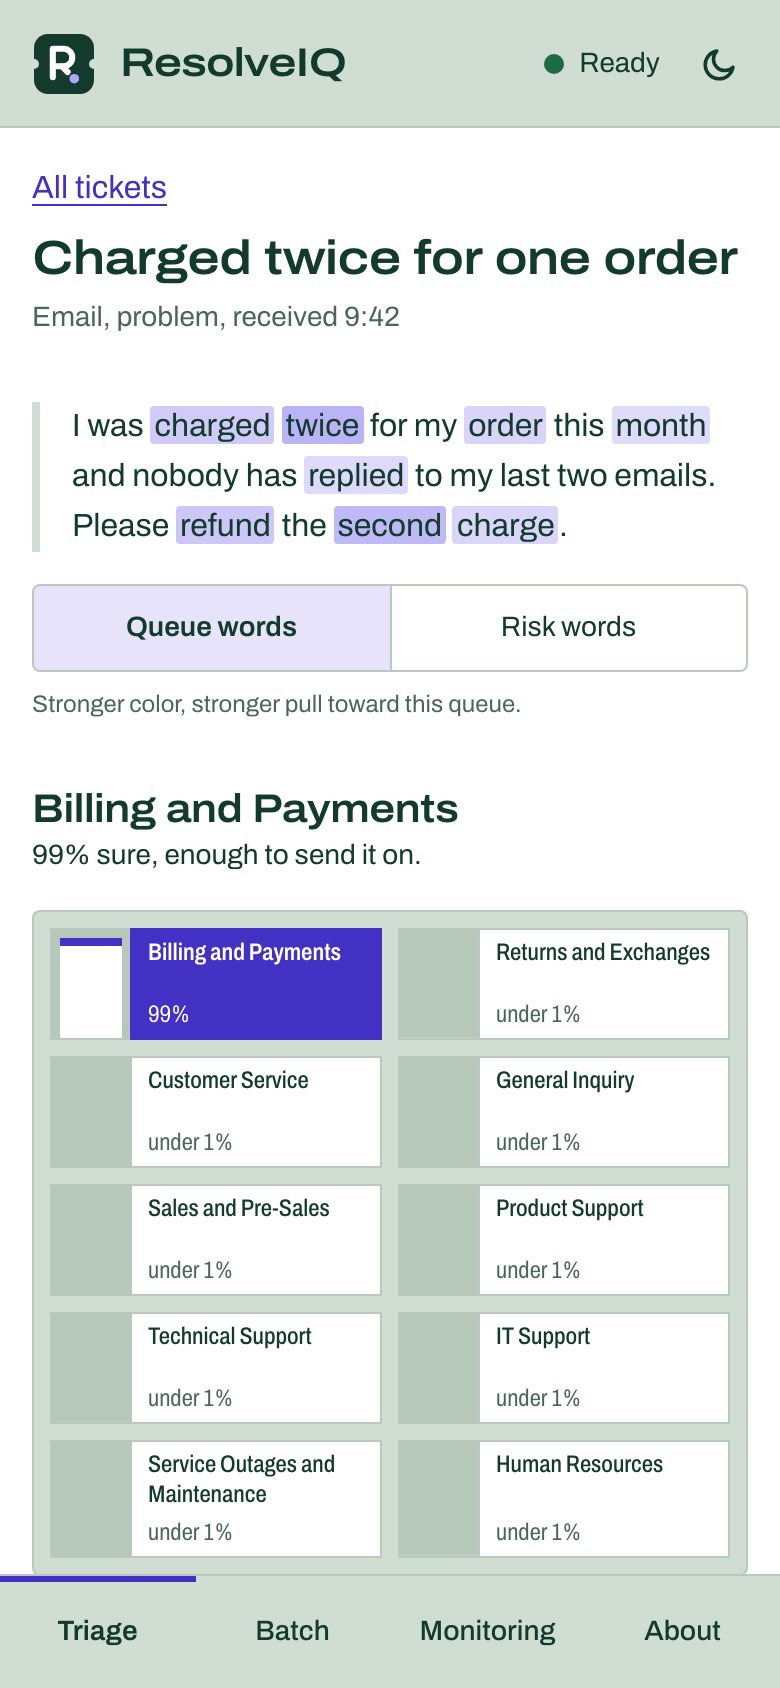 R.
ResolveIQ
Ready
All tickets
Charged twice for one order
Email, problem, received 9:42
I was charged twice for my order this month
and nobody has replied to my last two emails.
Please refund the second charge.
Queue words
Risk words
Stronger color, stronger pull toward this queue.
Billing and Payments
99% sure, enough to send it on.
Billing and Payments
99%
Returns and Exchanges
under 1%
Customer Service
under 1%
General Inquiry
under 1%
Sales and Pre-Sales
under 1%
Product Support
under 1%
Technical Support
under 1%
IT Support
under 1%
Service Outages and
Maintenance
under 1%
Human Resources
under 1%
Triage
Batch
Monitoring
About